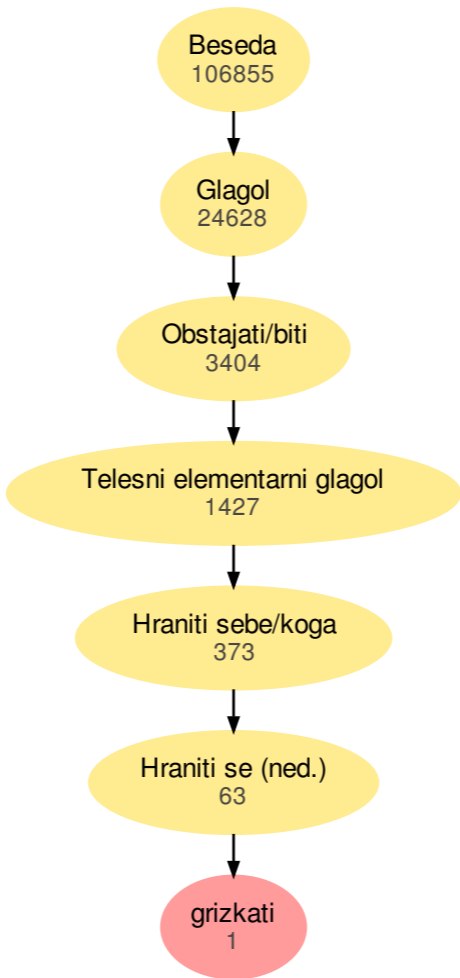 Beseda
106855
Glagol
24628
Obstajati/biti
3404
Telesni elementarni glagol
1427
Hraniti sebe/koga
373
Hraniti se (ned.)
63
grizkati
1